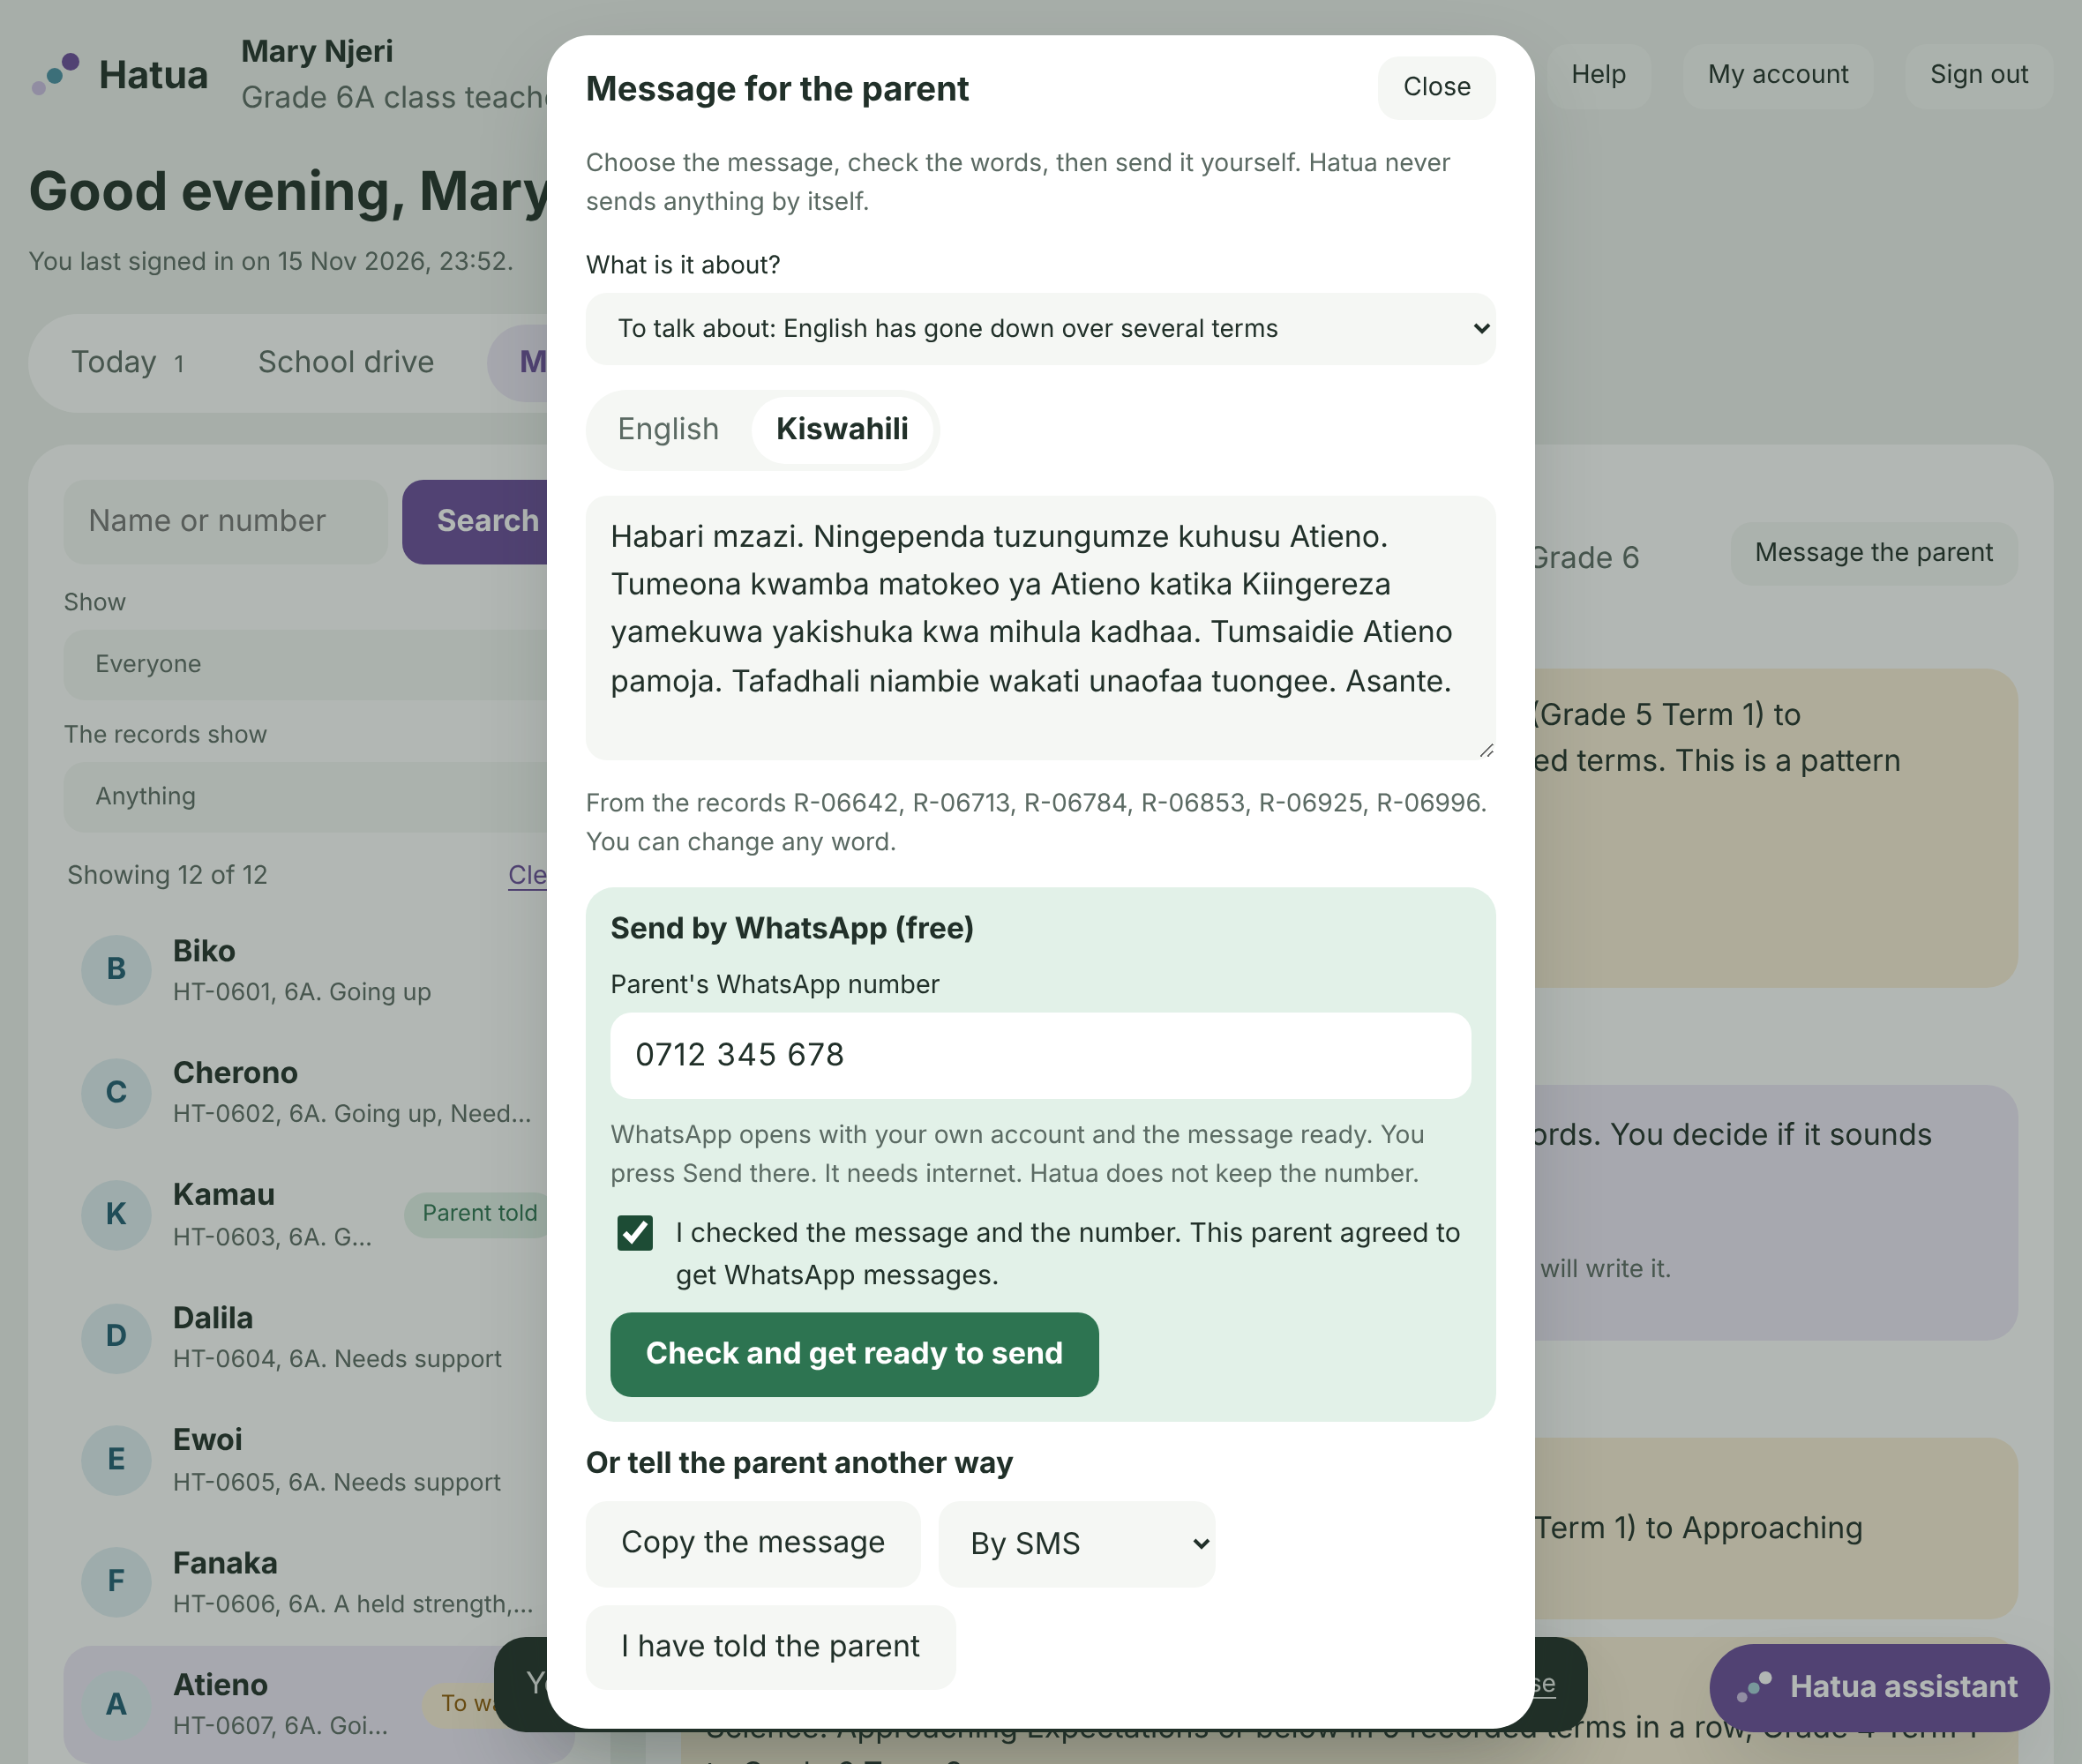 Hatua
Mary Njeri
Grade 6A class
Help
My account
Sign out
Good evening, Mary
You last signed in on 15 Nov 2026, 23:52.
Today 1
School drive
Name or number
Search
Show
Everyone
The records show
Anything
Showing 12 of 12
B
Biko
HT-0601, 6A. Going up
C
Cherono
HT-0602, 6A. Going up, Need...
K
Kamau
HT-0603, 6A. G...
Parent told
D
Dalila
HT-0604, 6A. Needs support
E
Ewoi
HT-0605, 6A. Needs support
F
Fanaka
HT-0606, 6A. A held strength,...
A
Atieno
HT-0607, 6A. Goi...
To
Message for the parent
Close
Choose the message, check the words, then send it yourself. Hatua never
sends anything by itself.
What is it about?
To talk about: English has gone down over several terms
English
Kiswahili
Habari mzazi. Ningependa tuzungumze kuhusu Atieno.
Tumeona kwamba matokeo ya Atieno katika Kiingereza
yamekuwa yakishuka kwa mihula kadhaa. Tumsaidie Atieno
pamoja. Tafadhali niambie wakati unaofaa tuongee. Asante.
From the records R-06642, R-06713, R-06784, R-06853, R-06925, R-06996.
You can change any word.
Send by WhatsApp (free)
Parent's WhatsApp number
0712 345 678
WhatsApp opens with your own account and the message ready. You
press Send there. It needs internet. Hatua does not keep the number.
I checked the message and the number. This parent agreed to
get WhatsApp messages.
Check and get ready to send
Or tell the parent another way
Copy the message
By SMS
I have told the parent
Grade 6
Message the parent
(Grade 5 Term 1) to
terms. This is a pattern
You decide if it sounds
will write it.
Term 1) to Approaching
Hatua assistant
terms in a row,